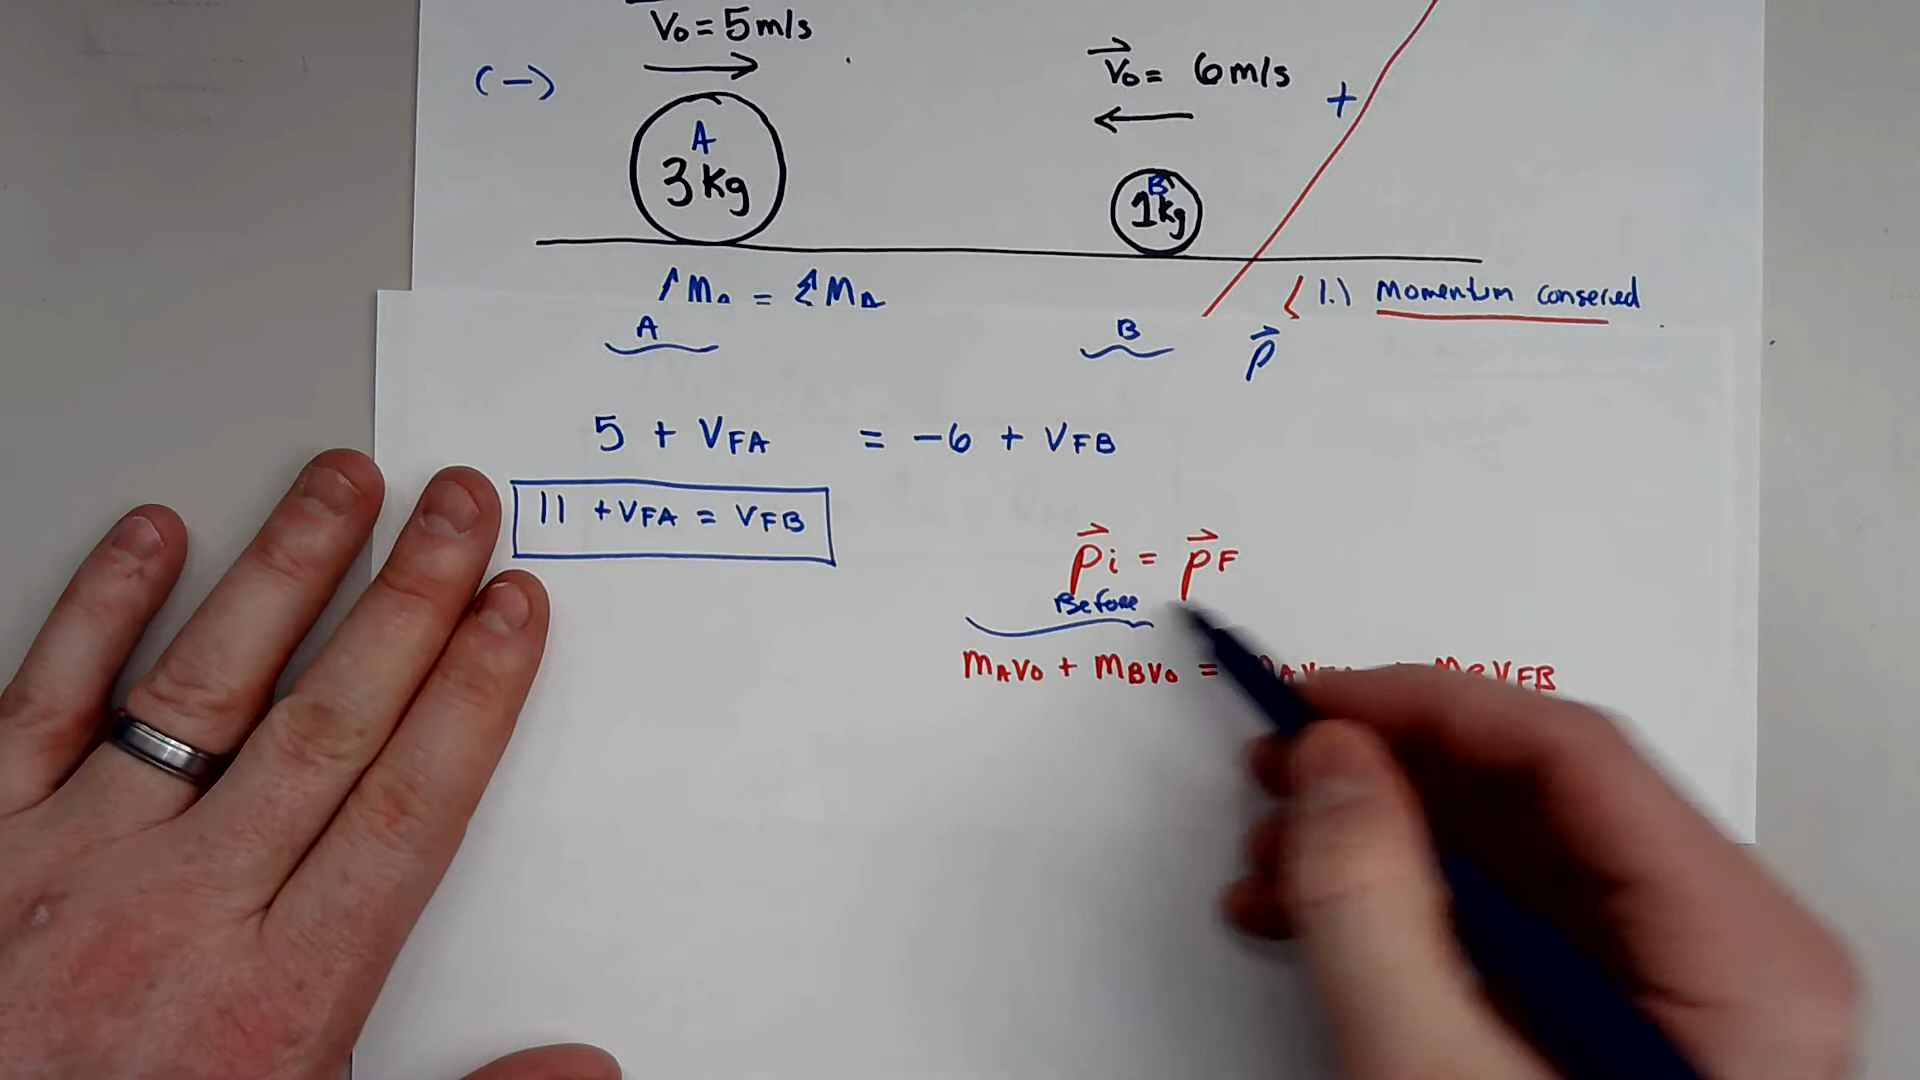 V₀ = 5 m/s
(−)
V₀ = 6 m/s
+
A
3 kg
B
1 kg
1.) Momentum conserved
A
B
p
5 + VFA = −6 + VFB
11 + VFA = VFB
pi = pF
Before
mAV₀ + mBV₀ = VFB